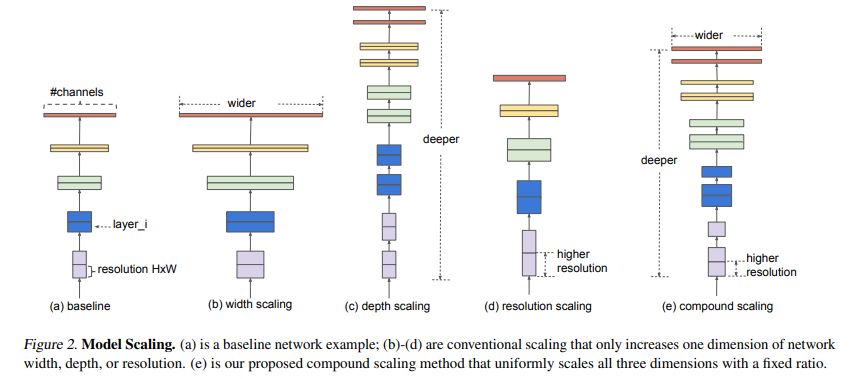 #channels
layer_i
resolution HxW
(a) baseline
wider
(b) width scaling
deeper
(c) depth scaling
higher
resolution
(d) resolution scaling
wider
deeper
higher
resolution
(e) compound scaling
Figure 2. Model Scaling. (a) is a baseline network example; (b)-(d) are conventional scaling that only increases one dimension of network
width, depth, or resolution. (e) is our proposed compound scaling method that uniformly scales all three dimensions with a fixed ratio.